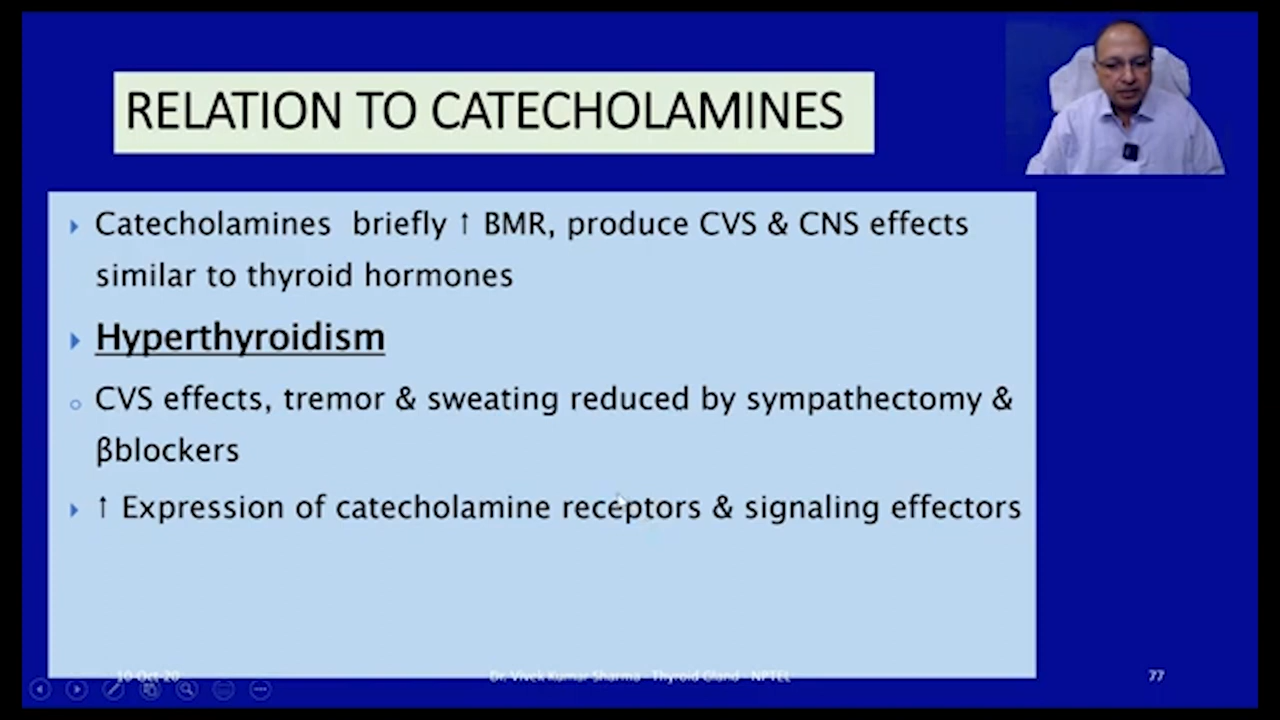 RELATION TO CATECHOLAMINES
Catecholamines briefly ↑ BMR, produce CVS & CNS effects
similar to thyroid hormones
Hyperthyroidism
CVS effects, tremor & sweating reduced by sympathectomy &
βblockers
↑ Expression of catecholamine receptors & signaling effectors
10-Oct-20
Dr. Vivek Kumar Sharma - Thyroid Gland - NPTEL
77